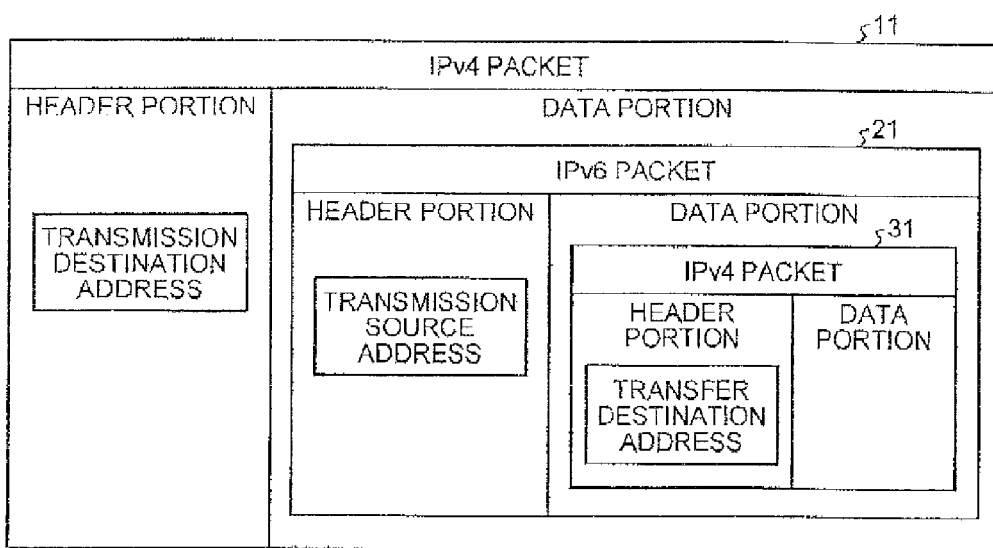 11
IPv4 PACKET
HEADER PORTION
TRANSMISSION
DESTINATION
ADDRESS
DATA PORTION
21
IPv6 PACKET
HEADER PORTION
TRANSMISSION
SOURCE
ADDRESS
DATA PORTION
31
IPv4 PACKET
HEADER
PORTION
TRANSFER
DESTINATION
ADDRESS
DATA
PORTION